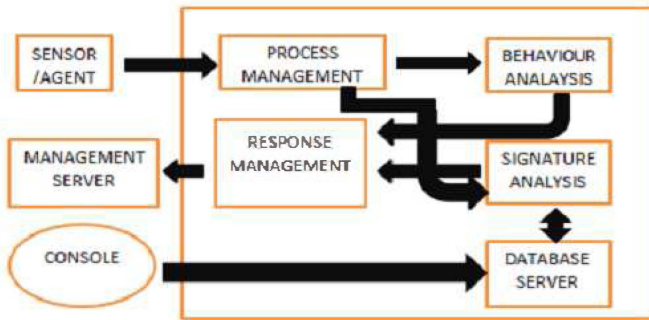 SENSOR
/AGENT
PROCESS
MANAGEMENT
BEHAVIOUR
ANALAYSIS
MANAGEMENT
SERVER
RESPONSE
MANAGEMENT
SIGNATURE
ANALYSIS
CONSOLE
DATABASE
SERVER